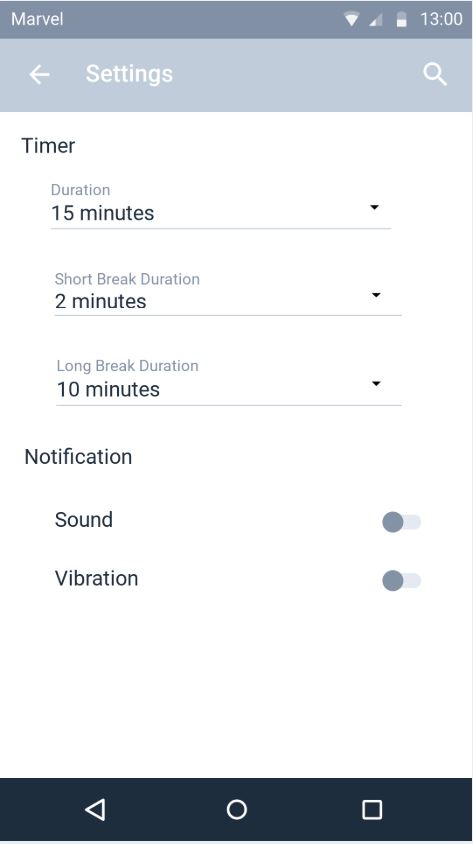 Marvel 13:00
Settings
Timer
Duration
15 minutes
Short Break Duration
2 minutes
Long Break Duration
10 minutes
Notification
Sound
Vibration